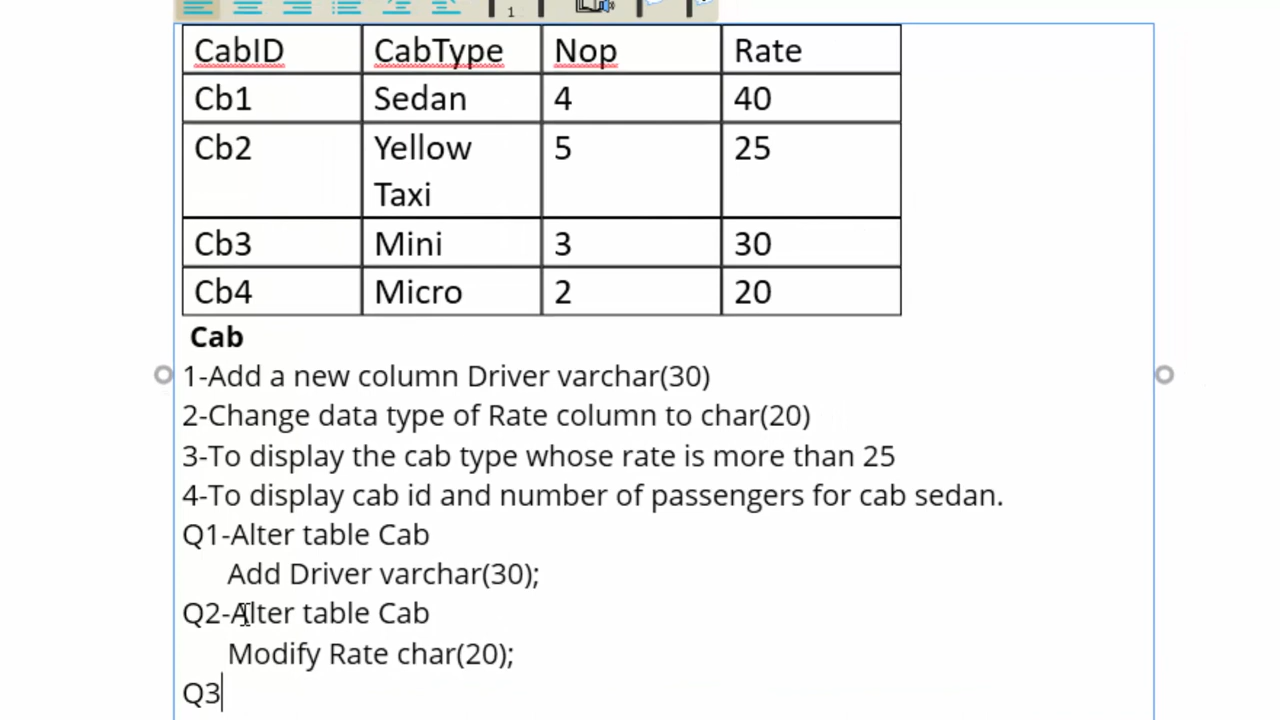 1
CabID CabType Nop Rate
Cb1 Sedan 4 40
Cb2 Yellow Taxi 5 25
Cb3 Mini 3 30
Cb4 Micro 2 20
Cab
1-Add a new column Driver varchar(30)
2-Change data type of Rate column to char(20)
3-To display the cab type whose rate is more than 25
4-To display cab id and number of passengers for cab sedan.
Q1-Alter table Cab
Add Driver varchar(30);
Q2-Alter table Cab
Modify Rate char(20);
Q3